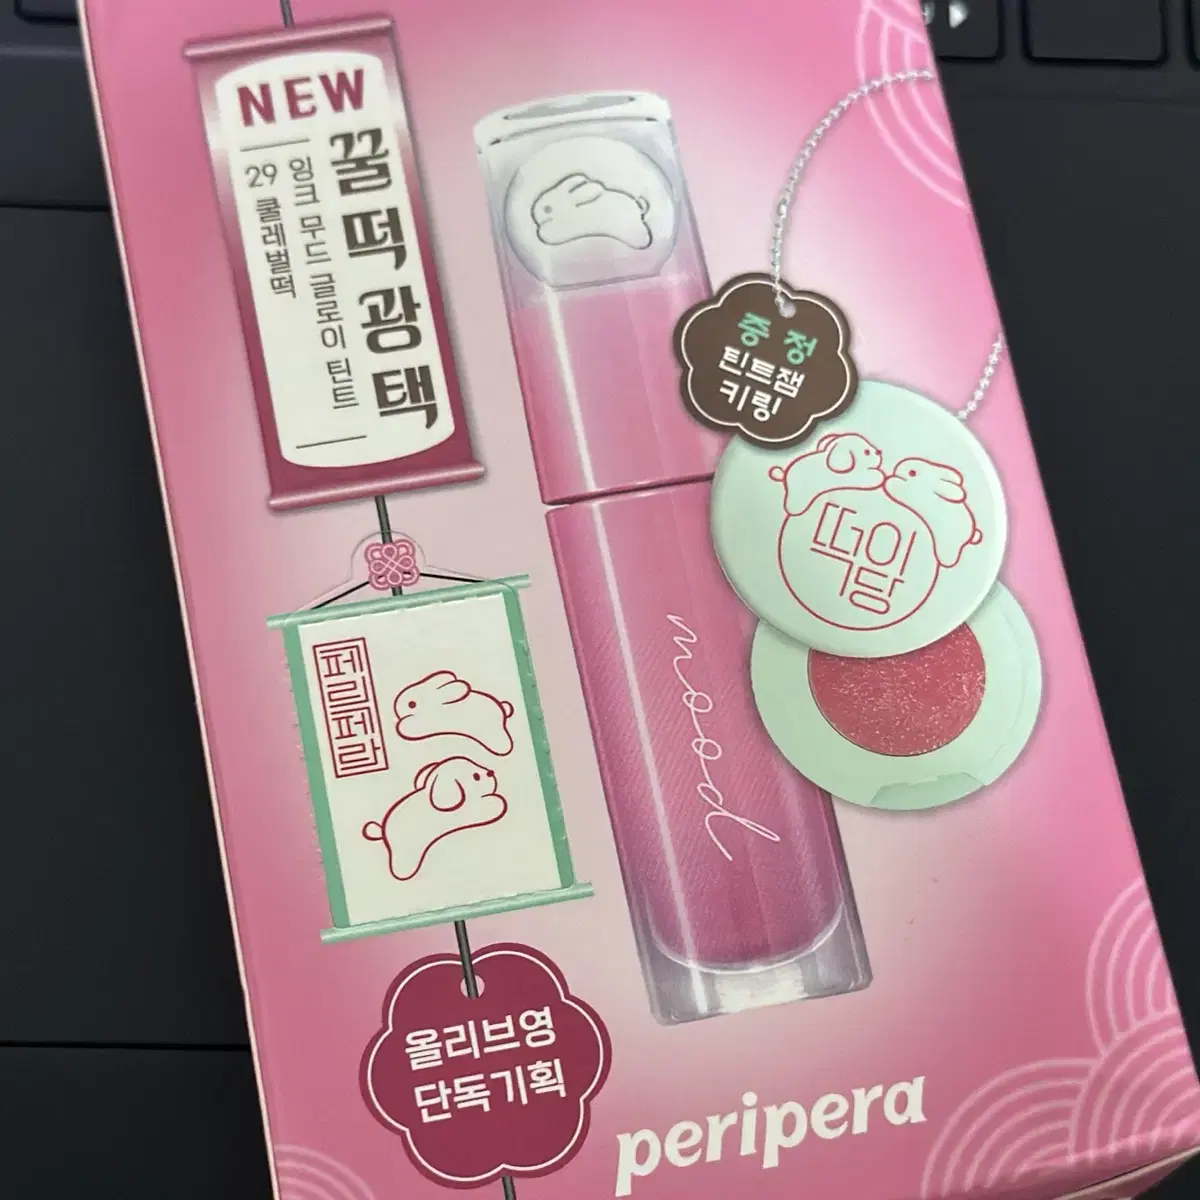 NEW
꿀떡 광택
잉크 무드 글로이 틴트
29 쿨레벌떡
증정
틴트잼
키링
떡이당
mood
페리페라
올리브영
단독기획
peripera